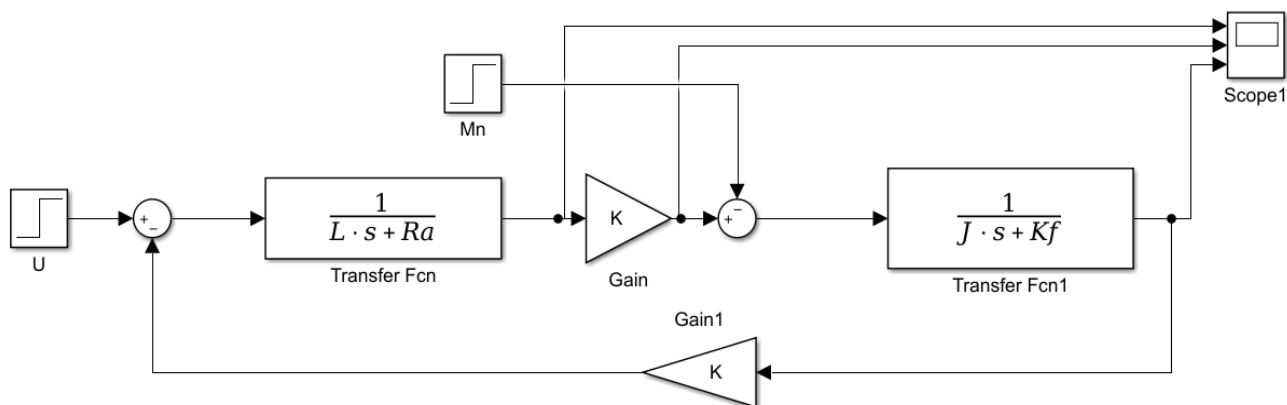 Scope1
Mn
U
+
−
1
L · s + Ra
Transfer Fcn
K
Gain
−
+
1
J · s + Kf
Transfer Fcn1
Gain1
K